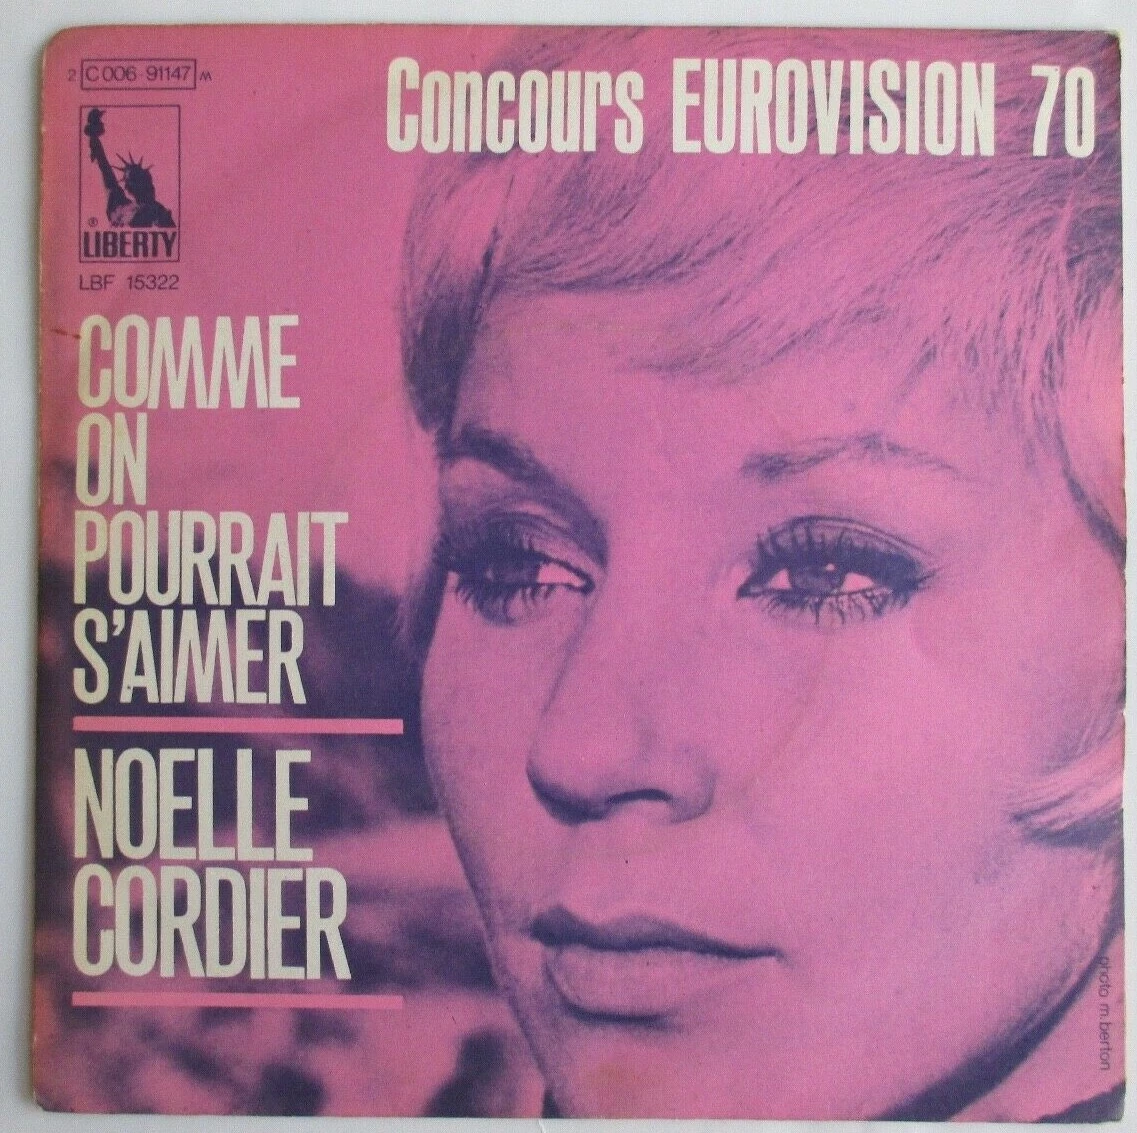 2 C 006-91147 M
Concours EUROVISION 70
® LIBERTY
LBF 15322
COMME
ON
POURRAIT
S'AIMER
NOELLE
CORDIER
photo m.berton